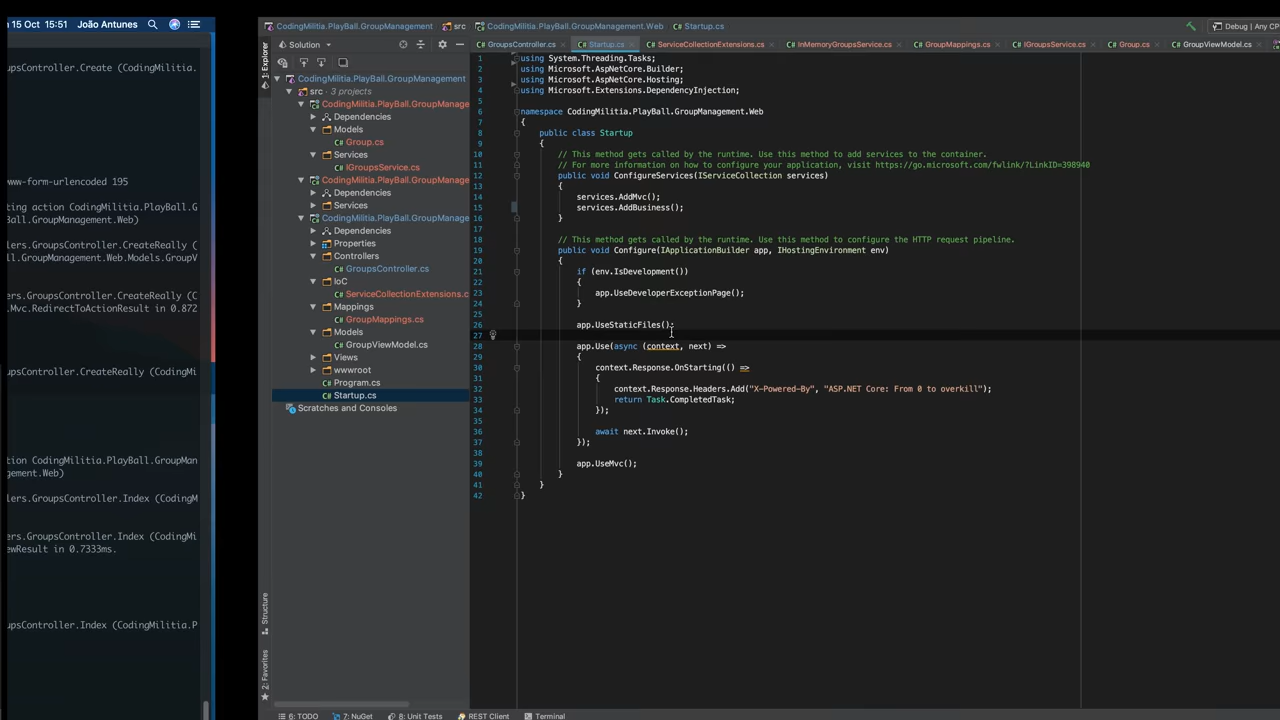 15 Oct 15:51 João Antunes
upsController.Create (CodingMilitia.
www-form-urlencoded 195
ting action CodingMilitia.PlayBall.G
Ball.GroupManagement.Web)
lers.GroupsController.CreateReally (
agement.Web.Models.GroupV
ers.GroupsController.CreateReally (C
.Mvc.RedirectToActionResult in 0.872
upsController.CreateReally (CodingMi
tion CodingMilitia.PlayBall.GroupMan
gement.Web)
lers.GroupsController.Index (CodingM
ers.GroupsController.Index (CodingMi
ewResult in 0.7333ms.
upsController.Index (CodingMilitia.P
CodingMilitia.PlayBall.GroupManagement
src
CodingMilitia.PlayBall.GroupManagement.Web
Startup.cs
Debug | Any CP
1: Explorer
Structure
2: Favorites
Solution
CodingMilitia.PlayBall.GroupManagement
src 3 projects
CodingMilitia.PlayBall.GroupManage
Dependencies
Models
Group.cs
Services
IGroupsService.cs
CodingMilitia.PlayBall.GroupManage
Dependencies
Services
CodingMilitia.PlayBall.GroupManage
Dependencies
Properties
Controllers
GroupsController.cs
IoC
ServiceCollectionExtensions.c
Mappings
GroupMappings.cs
Models
GroupViewModel.cs
Views
wwwroot
Program.cs
Startup.cs
Scratches and Consoles
GroupsController.cs Startup.cs ServiceCollectionExtensions.cs InMemoryGroupsService.cs GroupMappings.cs IGroupsService.cs Group.cs GroupViewModel.cs
1 using System.Threading.Tasks;
2 using Microsoft.AspNetCore.Builder;
3 using Microsoft.AspNetCore.Hosting;
4 using Microsoft.Extensions.DependencyInjection;
5
6 namespace CodingMilitia.PlayBall.GroupManagement.Web
7 {
8 public class Startup
9 {
10 // This method gets called by the runtime. Use this method to add services to the container.
11 // For more information on how to configure your application, visit https://go.microsoft.com/fwlink/?LinkID=398940
12 public void ConfigureServices(IServiceCollection services)
13 {
14 services.AddMvc();
15 services.AddBusiness();
16 }
17
18 // This method gets called by the runtime. Use this method to configure the HTTP request pipeline.
19 public void Configure(IApplicationBuilder app, IHostingEnvironment env)
20 {
21 if (env.IsDevelopment())
22 {
23 app.UseDeveloperExceptionPage();
24 }
25
26 app.UseStaticFiles();
27
28 app.Use(async (context, next) =>
29 {
30 context.Response.OnStarting(() =>
31 {
32 context.Response.Headers.Add("X-Powered-By", "ASP.NET Core: From 0 to overkill");
33 return Task.CompletedTask;
34 });
35
36 await next.Invoke();
37 });
38
39 app.UseMvc();
40 }
41 }
42 }
6: TODO 7: NuGet 8: Unit Tests REST Client Terminal